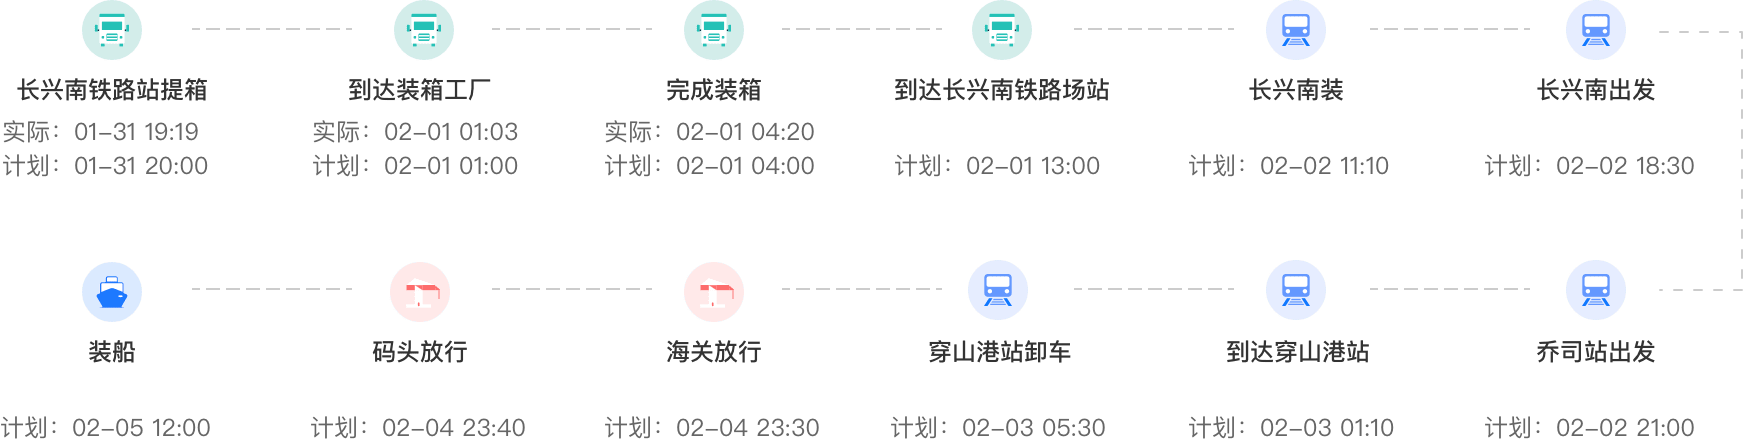 长兴南铁路站提箱
实际：01-31 19:19
计划：01-31 20:00
到达装箱工厂
实际：02-01 01:03
计划：02-01 01:00
完成装箱
实际：02-01 04:20
计划：02-01 04:00
到达长兴南铁路场站
计划：02-01 13:00
长兴南装
计划：02-02 11:10
长兴南出发
计划：02-02 18:30
装船
计划：02-05 12:00
码头放行
计划：02-04 23:40
海关放行
计划：02-04 23:30
穿山港站卸车
计划：02-03 05:30
到达穿山港站
计划：02-03 01:10
乔司站出发
计划：02-02 21:00